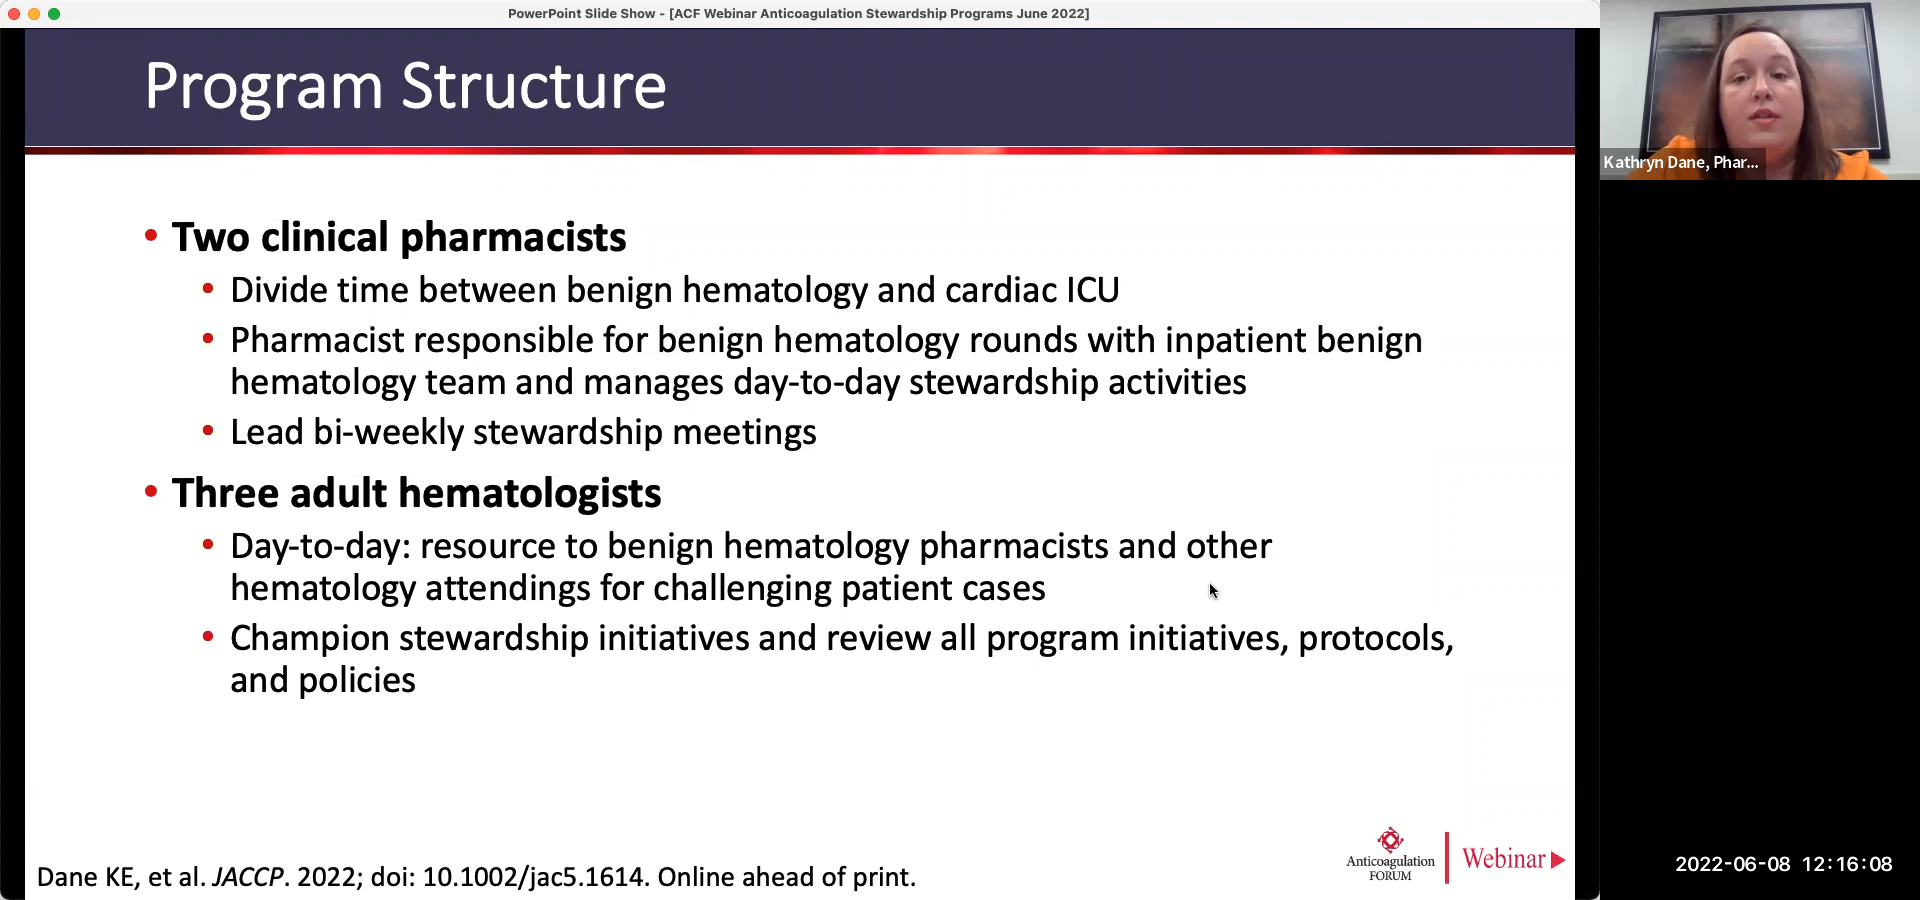 PowerPoint Slide Show - [ACF Webinar Anticoagulation Stewardship Programs June 2022]
Program Structure
Kathryn Dane, Phar...
• Two clinical pharmacists
• Divide time between benign hematology and cardiac ICU
• Pharmacist responsible for benign hematology rounds with inpatient benign
hematology team and manages day-to-day stewardship activities
• Lead bi-weekly stewardship meetings
• Three adult hematologists
• Day-to-day: resource to benign hematology pharmacists and other
hematology attendings for challenging patient cases
• Champion stewardship initiatives and review all program initiatives, protocols,
and policies
Anticoagulation
FORUM
Webinar
2022-06-08 12:16:08
Dane KE, et al. JACCP. 2022; doi: 10.1002/jac5.1614. Online ahead of print.